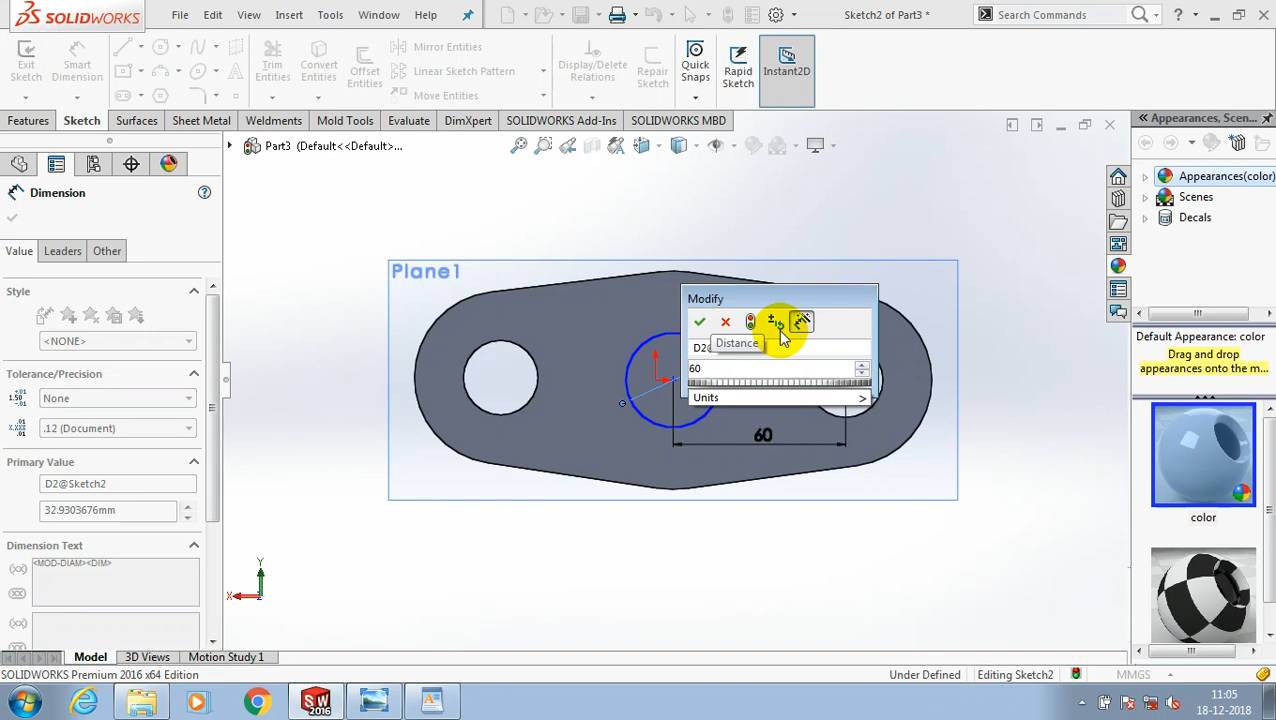 SOLIDWORKS
File Edit View Insert Tools Window Help
Sketch2 of Part3 *
Search Commands
Exit Sketch
Smart Dimension
Trim Entities
Convert Entities
Offset Entities
Mirror Entities
Linear Sketch Pattern
Move Entities
Display/Delete Relations
Repair Sketch
Quick Snaps
Rapid Sketch
Instant2D
Features Sketch Surfaces Sheet Metal Weldments Mold Tools Evaluate DimXpert SOLIDWORKS Add-Ins SOLIDWORKS MBD
Appearances, Scen...
Part3 (Default<<Default>...
Dimension
Value Leaders Other
Style
<NONE>
Tolerance/Precision
None
.12 (Document)
Primary Value
D2@Sketch2
32.9303676mm
Dimension Text
<MOD-DIAM><DIM>
Plane1
Modify
Distance
60
Units >
60
Y
X
Z
Appearances(color)
Scenes
Decals
Default Appearance:
Drag and drop
appearances onto the m...
color
Model 3D Views Motion Study 1
SOLIDWORKS Premium 2016 x64 Edition
Under Defined
Editing Sketch2
MMGS
SW
2016
11:05
18-12-2018